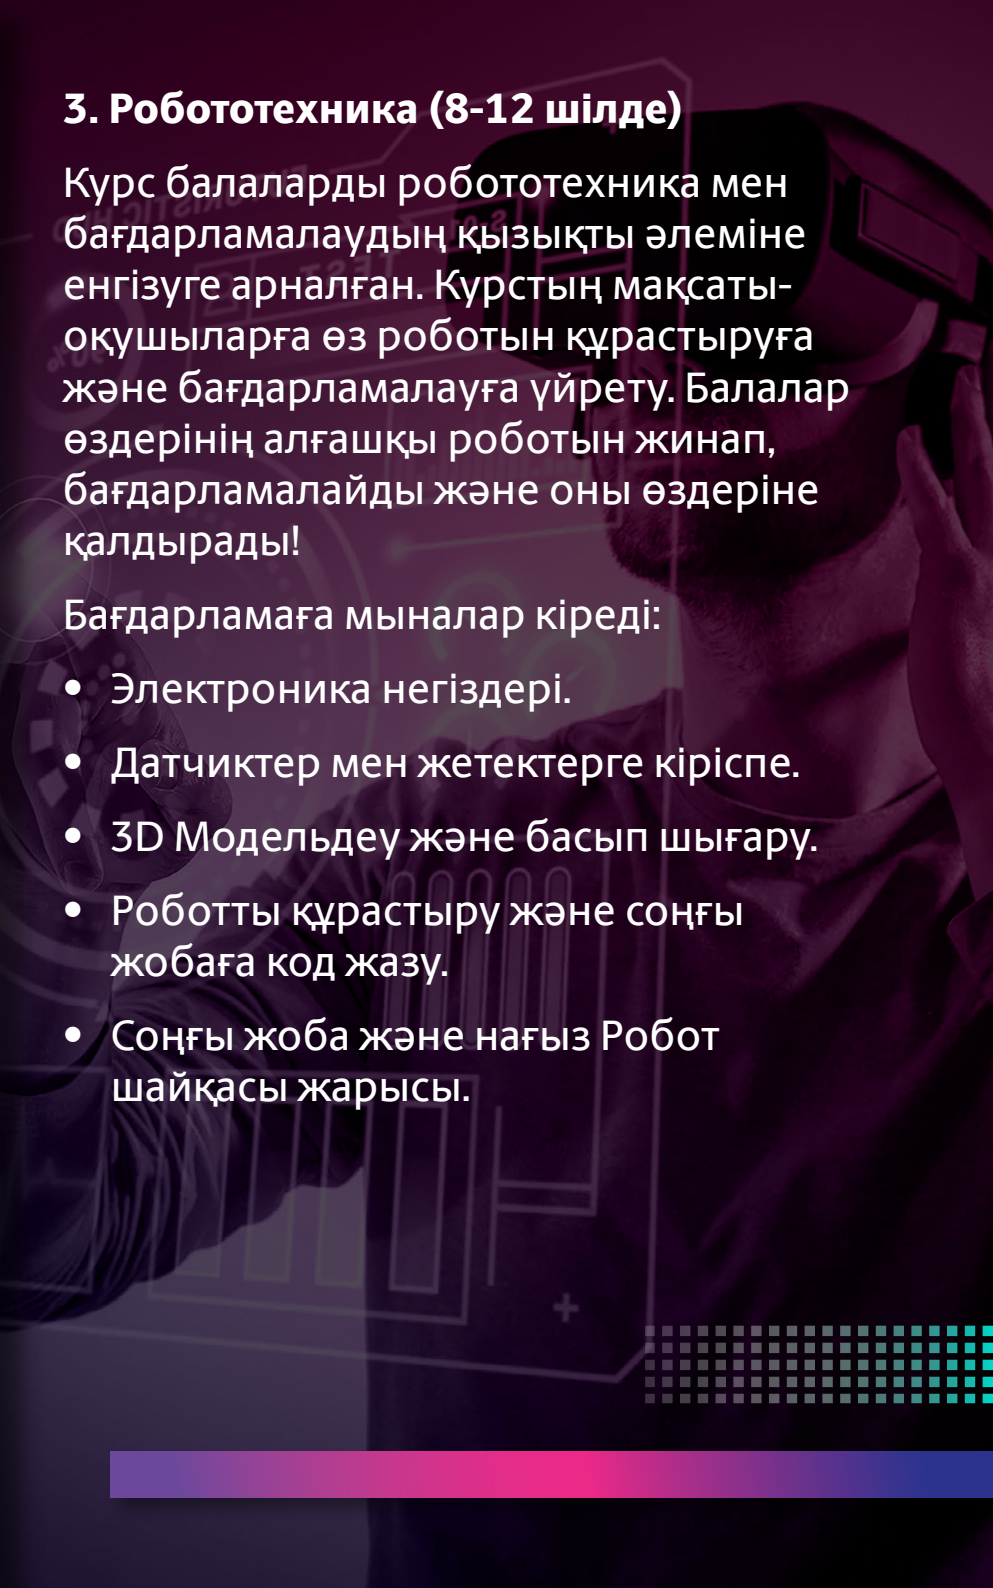 3. Робототехника (8-12 шілде)
Курс балаларды робототехника мен
бағдарламалаудың қызықты әлеміне
енгізуге арналған. Курстың мақсаты-
оқушыларға өз роботын құрастыруға
және бағдарламалауға үйрету. Балалар
өздерінің алғашқы роботын жинап,
бағдарламалайды және оны өздеріне
қалдырады!
Бағдарламаға мыналар кіреді:
• Электроника негіздері.
• Датчиктер мен жетектерге кіріспе.
• 3D Модельдеу және басып шығару.
• Роботты құрастыру және соңғы
жобаға код жазу.
• Соңғы жоба және нағыз Робот
шайқасы жарысы.